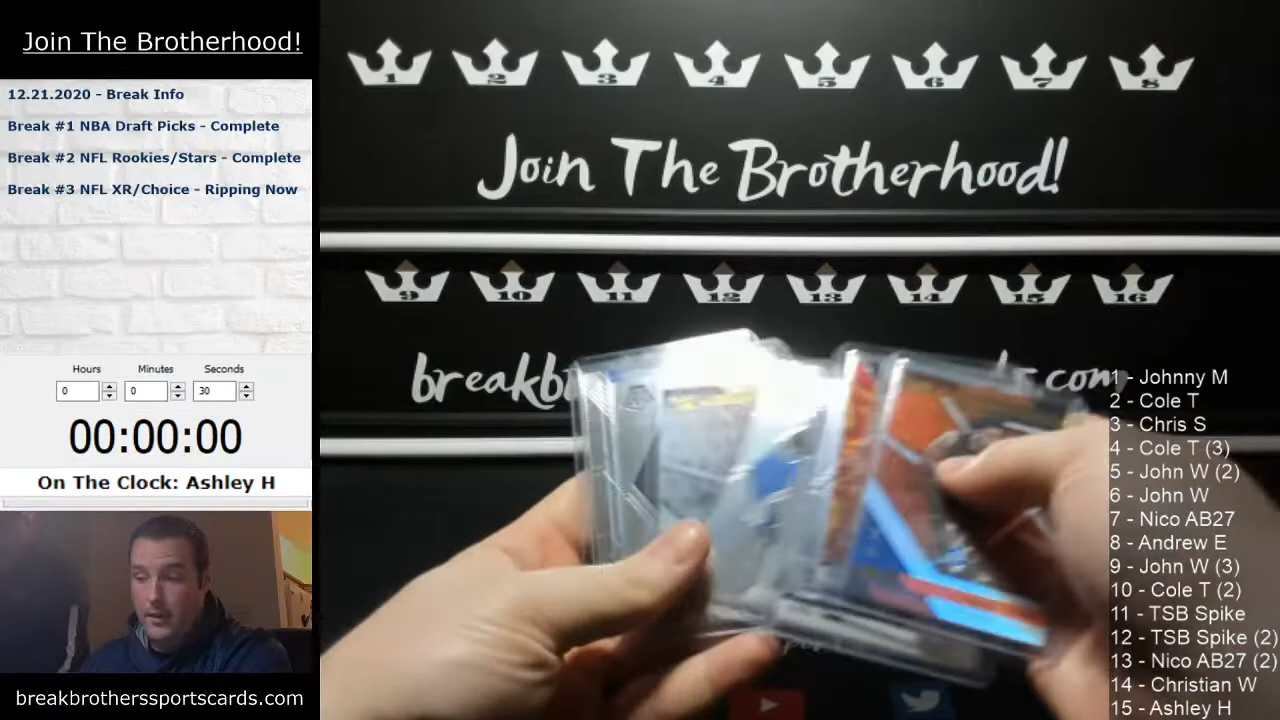 Join The Brotherhood!
12.21.2020 - Break Info
Break #1 NBA Draft Picks - Complete
Break #2 NFL Rookies/Stars - Complete
Break #3 NFL XR/Choice - Ripping Now
Hours Minutes Seconds
0 0 30
00:00:00
On The Clock: Ashley H
breakbrotherssportscards.com
1 2 3 4 5 6 7 8
Join The Brotherhood!
9 10 11 12 13 14 15 16
1 - Johnny M
2 - Cole T
3 - Chris S
4 - Cole T (3)
5 - John W (2)
6 - John W
7 - Nico AB27
8 - Andrew E
9 - John W (3)
10 - Cole T (2)
11 - TSB Spike
12 - TSB Spike (2)
13 - Nico AB27 (2)
14 - Christian W
15 - Ashley H